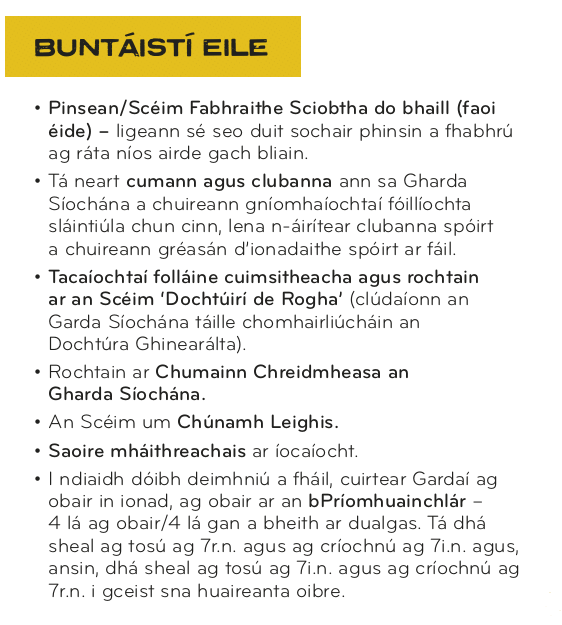 BUNTÁISTÍ EILE
• Pinsean/Scéim Fabhraithe Sciobtha do bhaill (faoi
éide) – ligeann sé seo duit sochair phinsin a fhabhrú
ag ráta níos airde gach bliain.
• Tá neart cumann agus clubanna ann sa Gharda
Síochána a chuireann gníomhaíochtaí fóillíochta
sláintiúla chun cinn, lena n-áirítear clubanna spóirt
a chuireann gréasán d’ionadaithe spóirt ar fáil.
• Tacaíochtaí folláine cuimsitheacha agus rochtain
ar an Scéim ‘Dochtúirí de Rogha’ (clúdaíonn an
Garda Síochána táille chomhairliúcháin an
Dochtúra Ghinearálta).
• Rochtain ar Chumainn Chreidmheasa an
Gharda Síochána.
• An Scéim um Chúnamh Leighis.
• Saoire mháithreachais ar íocaíocht.
• I ndiaidh dóibh deimhniú a fháil, cuirtear Gardaí ag
obair in ionad, ag obair ar an bPríomhuainchlár –
4 lá ag obair/4 lá gan a bheith ar dualgas. Tá dhá
sheal ag tosú ag 7r.n. agus ag críochnú ag 7i.n. agus,
ansin, dhá sheal ag tosú ag 7i.n. agus ag críochnú ag
7r.n. i gceist sna huaireanta oibre.